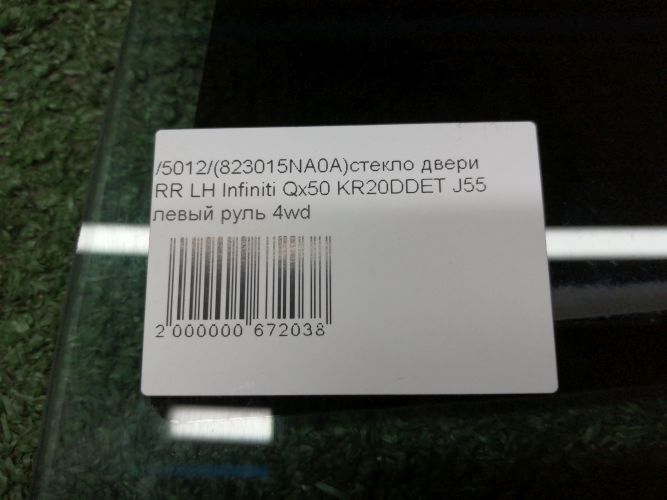 /5012/(823015NA0A)стекло двери
RR LH Infiniti Qx50 KR20DDET J55
левый руль 4wd
2 000000 672038